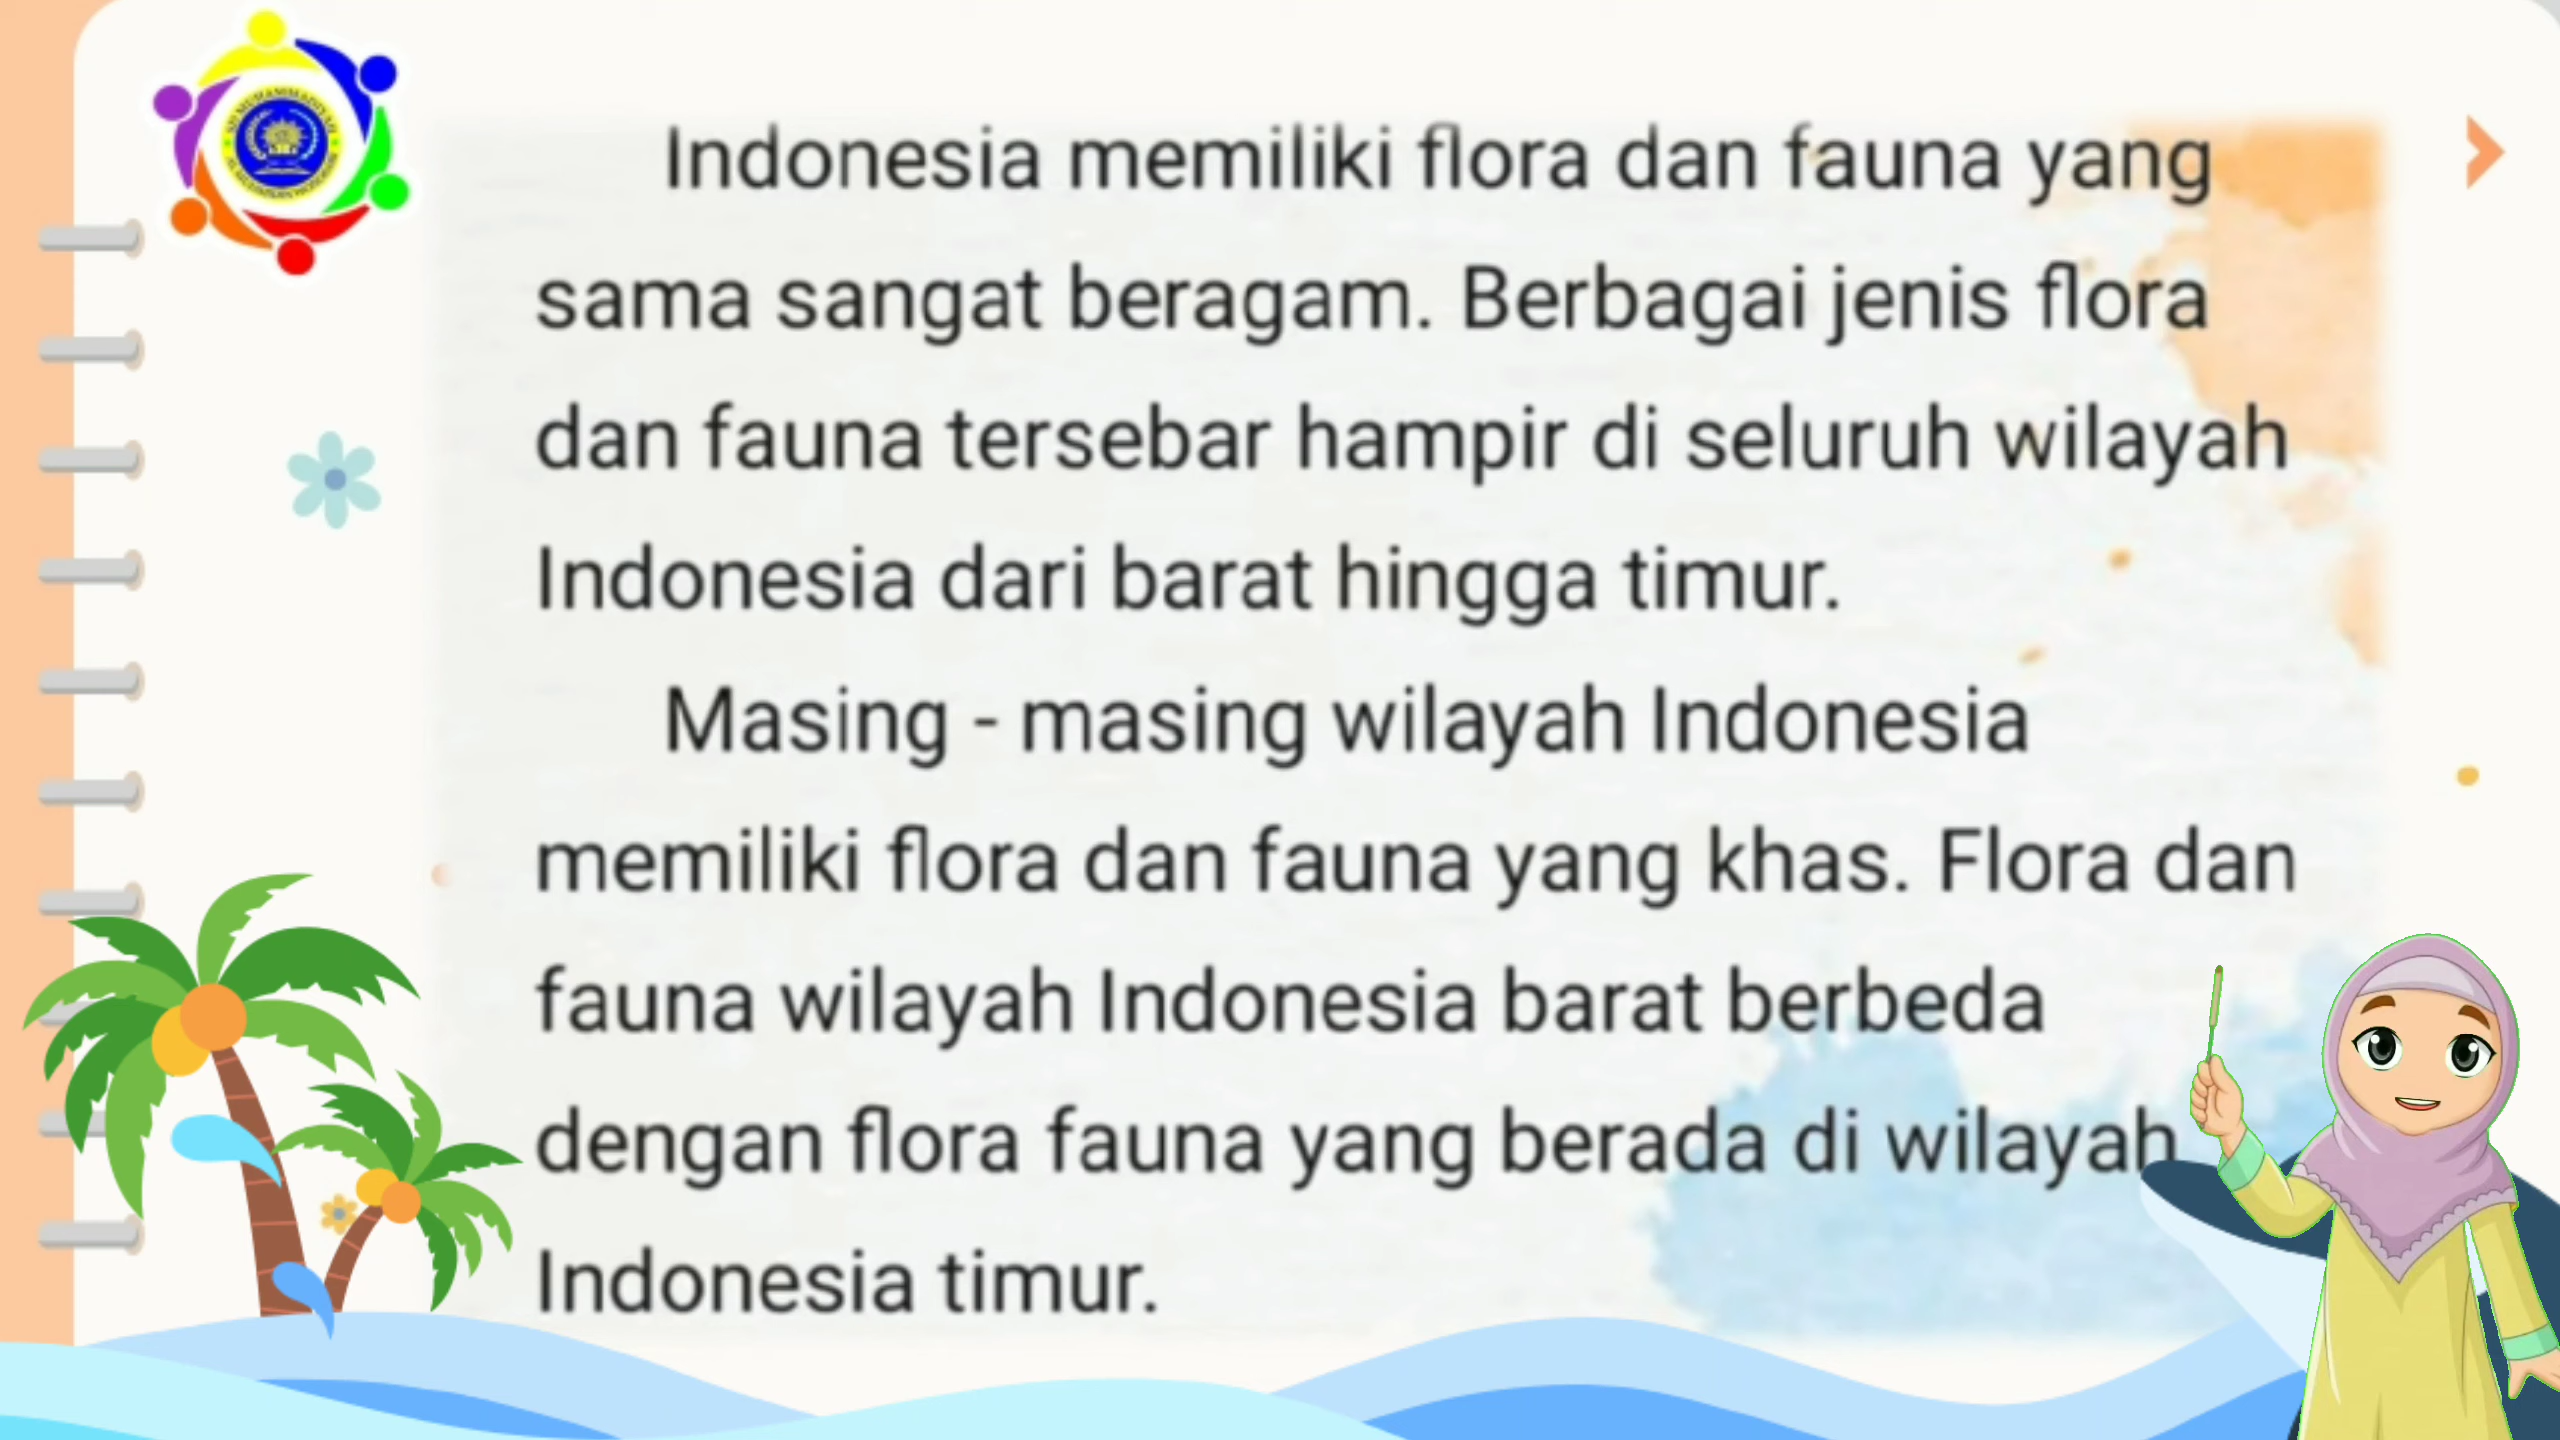 Indonesia memiliki flora dan fauna yang
sama sangat beragam. Berbagai jenis flora
dan fauna tersebar hampir di seluruh wilayah
Indonesia dari barat hingga timur.
Masing - masing wilayah Indonesia
memiliki flora dan fauna yang khas. Flora dan
fauna wilayah Indonesia barat berbeda
dengan flora fauna yang berada di wilayah
Indonesia timur.